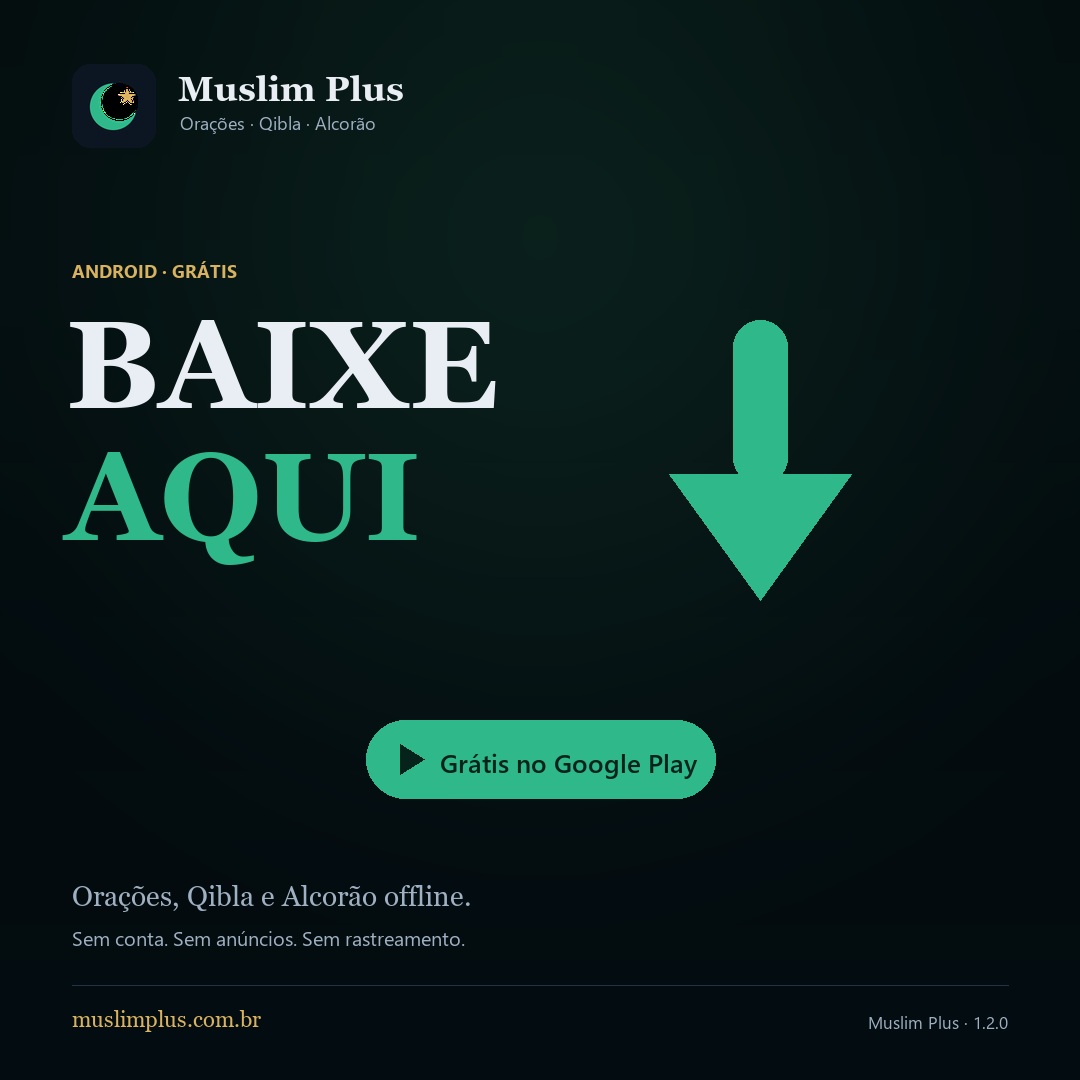 Muslim Plus
Orações · Qibla · Alcorão
ANDROID · GRÁTIS
BAIXE
AQUI
Grátis no Google Play
Orações, Qibla e Alcorão offline.
Sem conta. Sem anúncios. Sem rastreamento.
muslimplus.com.br
Muslim Plus · 1.2.0